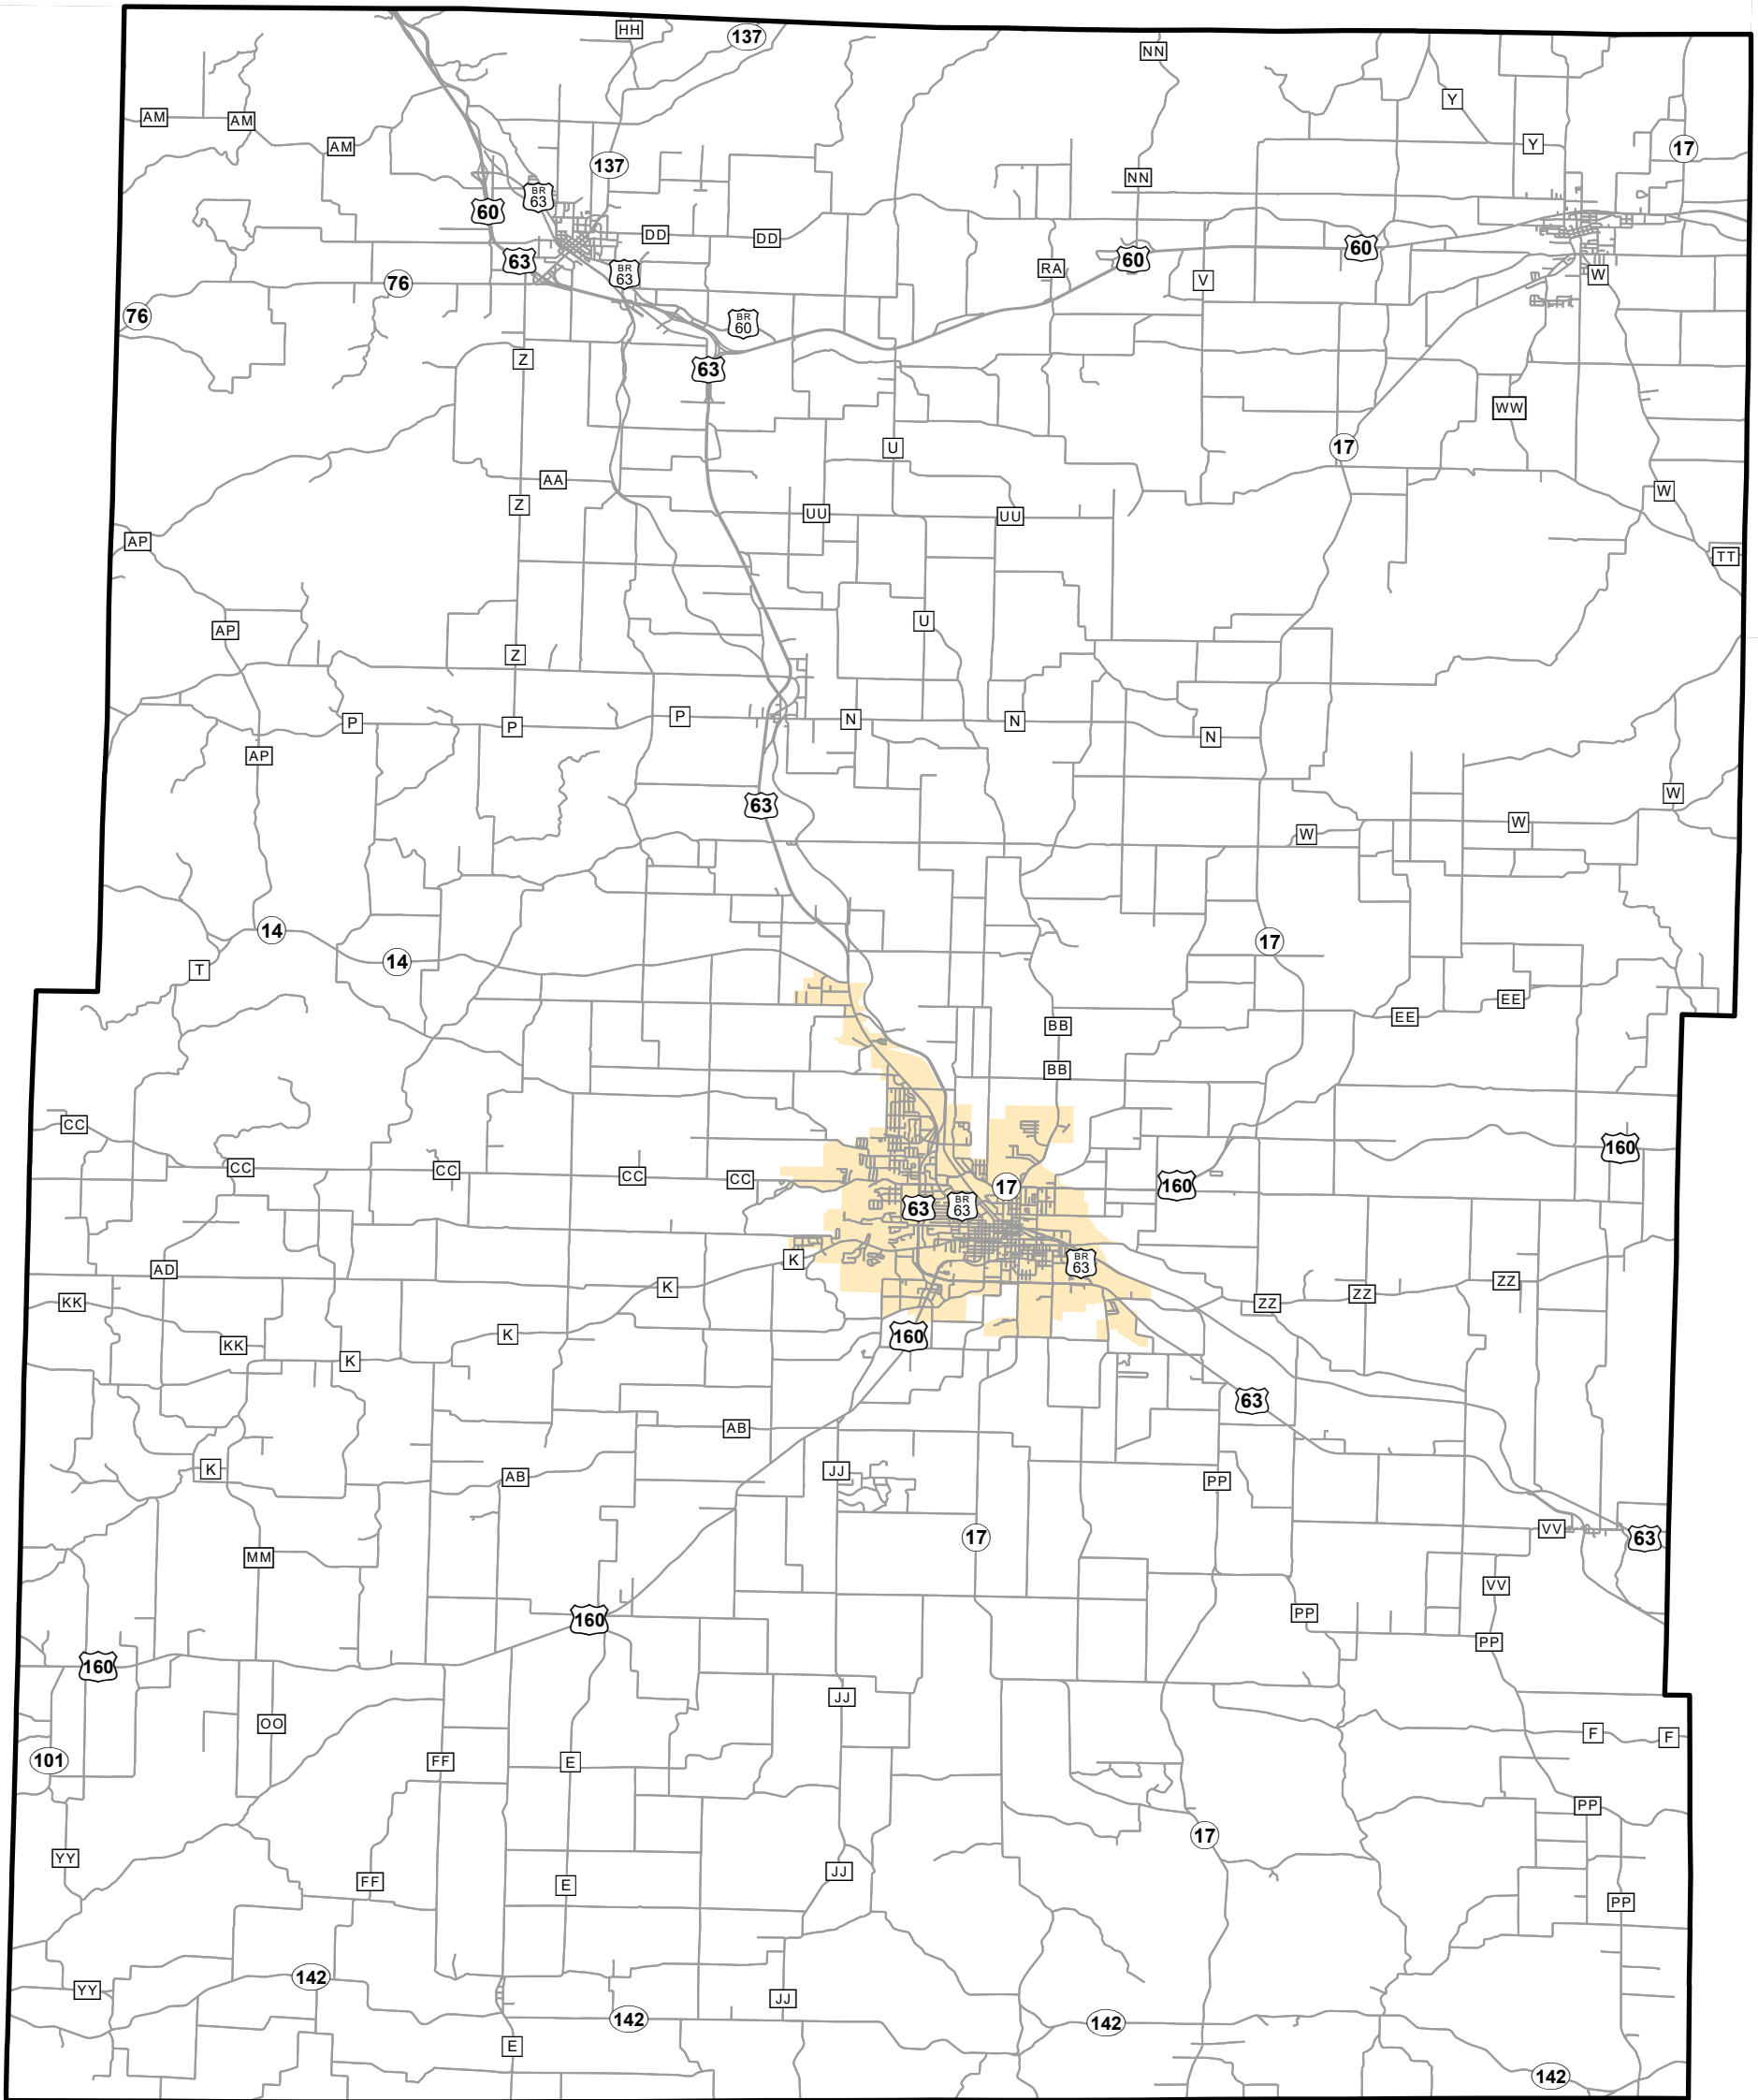 HH
137
NN
Y
AM
AM
AM
Y
17
137
NN
BR
63
60
DD
DD
63
BR
63
60
60
RA
V
W
76
76
BR
60
Z
63
WW
U
17
AA
Z
W
UU
UU
AP
TT
U
AP
Z
P
P
P
N
N
N
AP
63
W
W
W
14
14
17
T
EE
EE
BB
BB
CC
160
CC
CC
CC
CC
160
17
63
BR
63
K
BR
63
AD
K
ZZ
ZZ
ZZ
KK
KK
K
K
160
63
AB
K
AB
JJ
PP
17
VV
63
MM
VV
PP
160
PP
160
JJ
OO
F
F
101
FF
E
PP
17
YY
JJ
FF
E
PP
142
YY
JJ
142
142
E
142